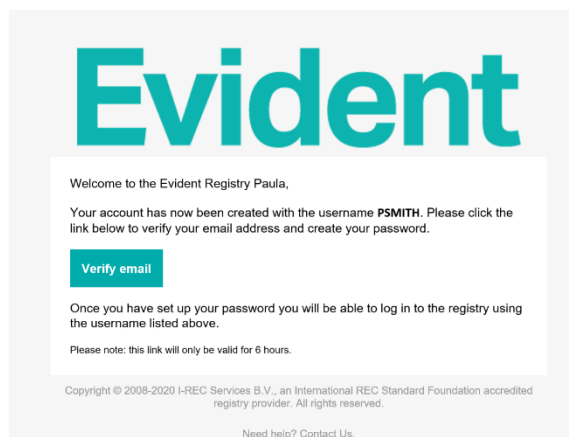 Evident
Welcome to the Evident Registry Paula,
Your account has now been created with the username PSMITH. Please click the
link below to verify your email address and create your password.
Verify email
Once you have set up your password you will be able to log in to the registry using
the username listed above.
Please note: this link will only be valid for 6 hours.
Copyright © 2008-2020 I-REC Services B.V., an International REC Standard Foundation accredited
registry provider. All rights reserved.
Need help? Contact Us.